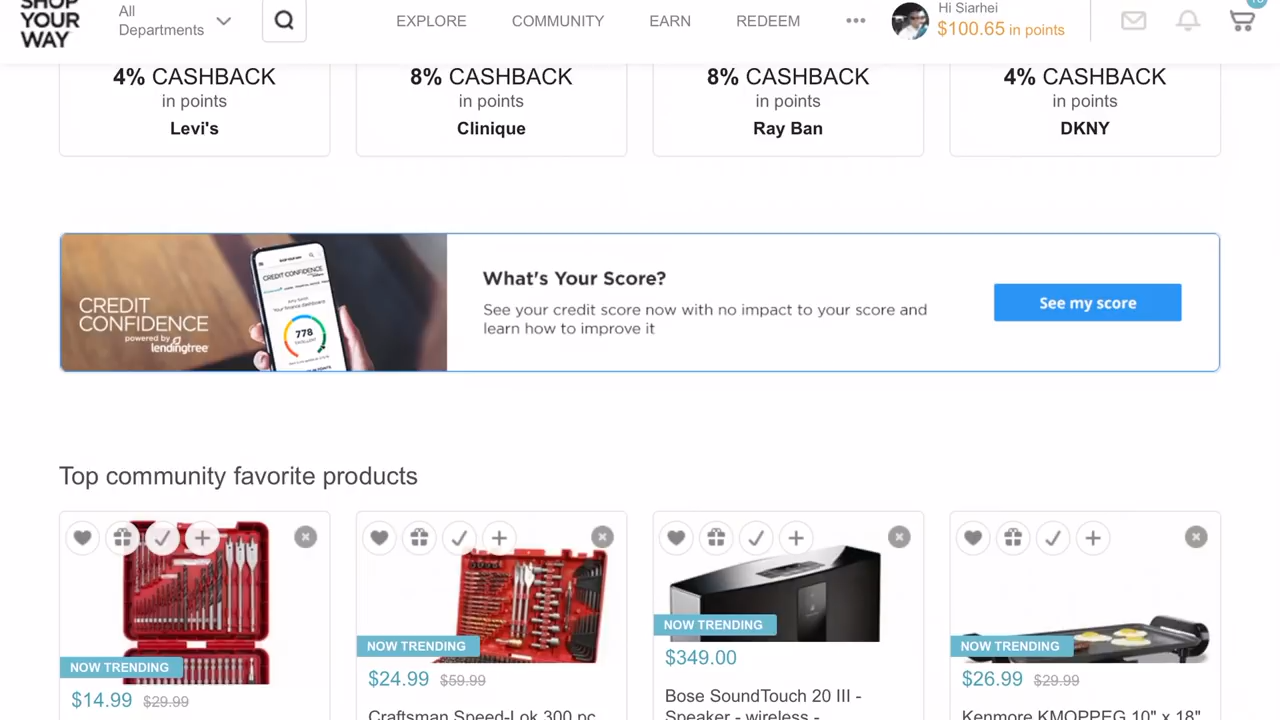 SHOP
YOUR
WAY
All
Departments
EXPLORE
COMMUNITY
EARN
REDEEM
Hi Siarhei
$100.65 in points
4% CASHBACK
in points
Levi's
8% CASHBACK
in points
Clinique
8% CASHBACK
in points
Ray Ban
4% CASHBACK
in points
DKNY
CREDIT
CONFIDENCE
powered by
lendingtree
CREDIT CONFIDENCE
778
What's Your Score?
See your credit score now with no impact to your score and
learn how to improve it
See my score
Top community favorite products
NOW TRENDING
$14.99 $29.99
NOW TRENDING
$24.99 $59.99
Craftsman Speed-Lok 300 pc
NOW TRENDING
$349.00
Bose SoundTouch 20 III -
Speaker - wireless -
NOW TRENDING
$26.99 $29.99
Kenmore KMOPPEG 10" x 18"